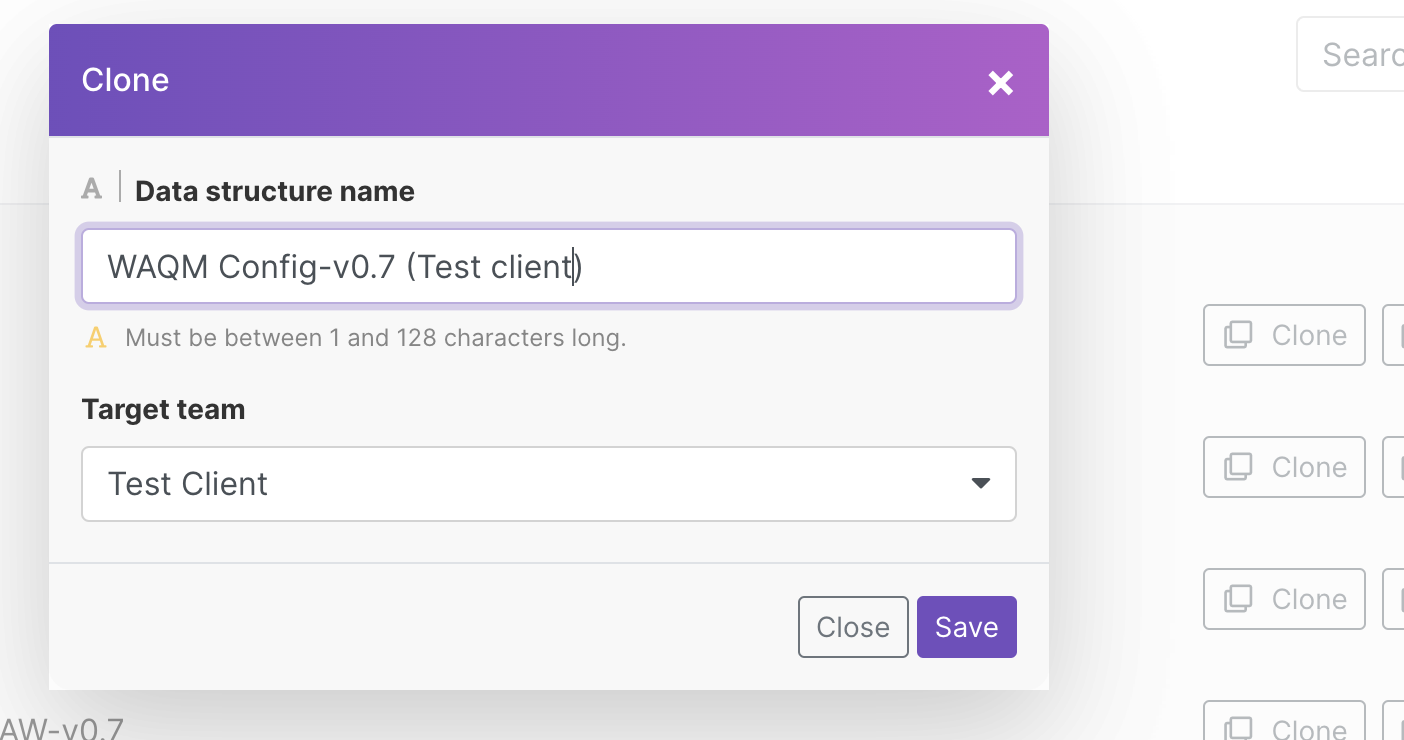 Clone
Searc
A Data structure name
WAQM Config-v0.7 (Test client)
A Must be between 1 and 128 characters long.
Clone
Target team
Clone
Test Client
Clone
Close Save
AW-v0.7
Clone